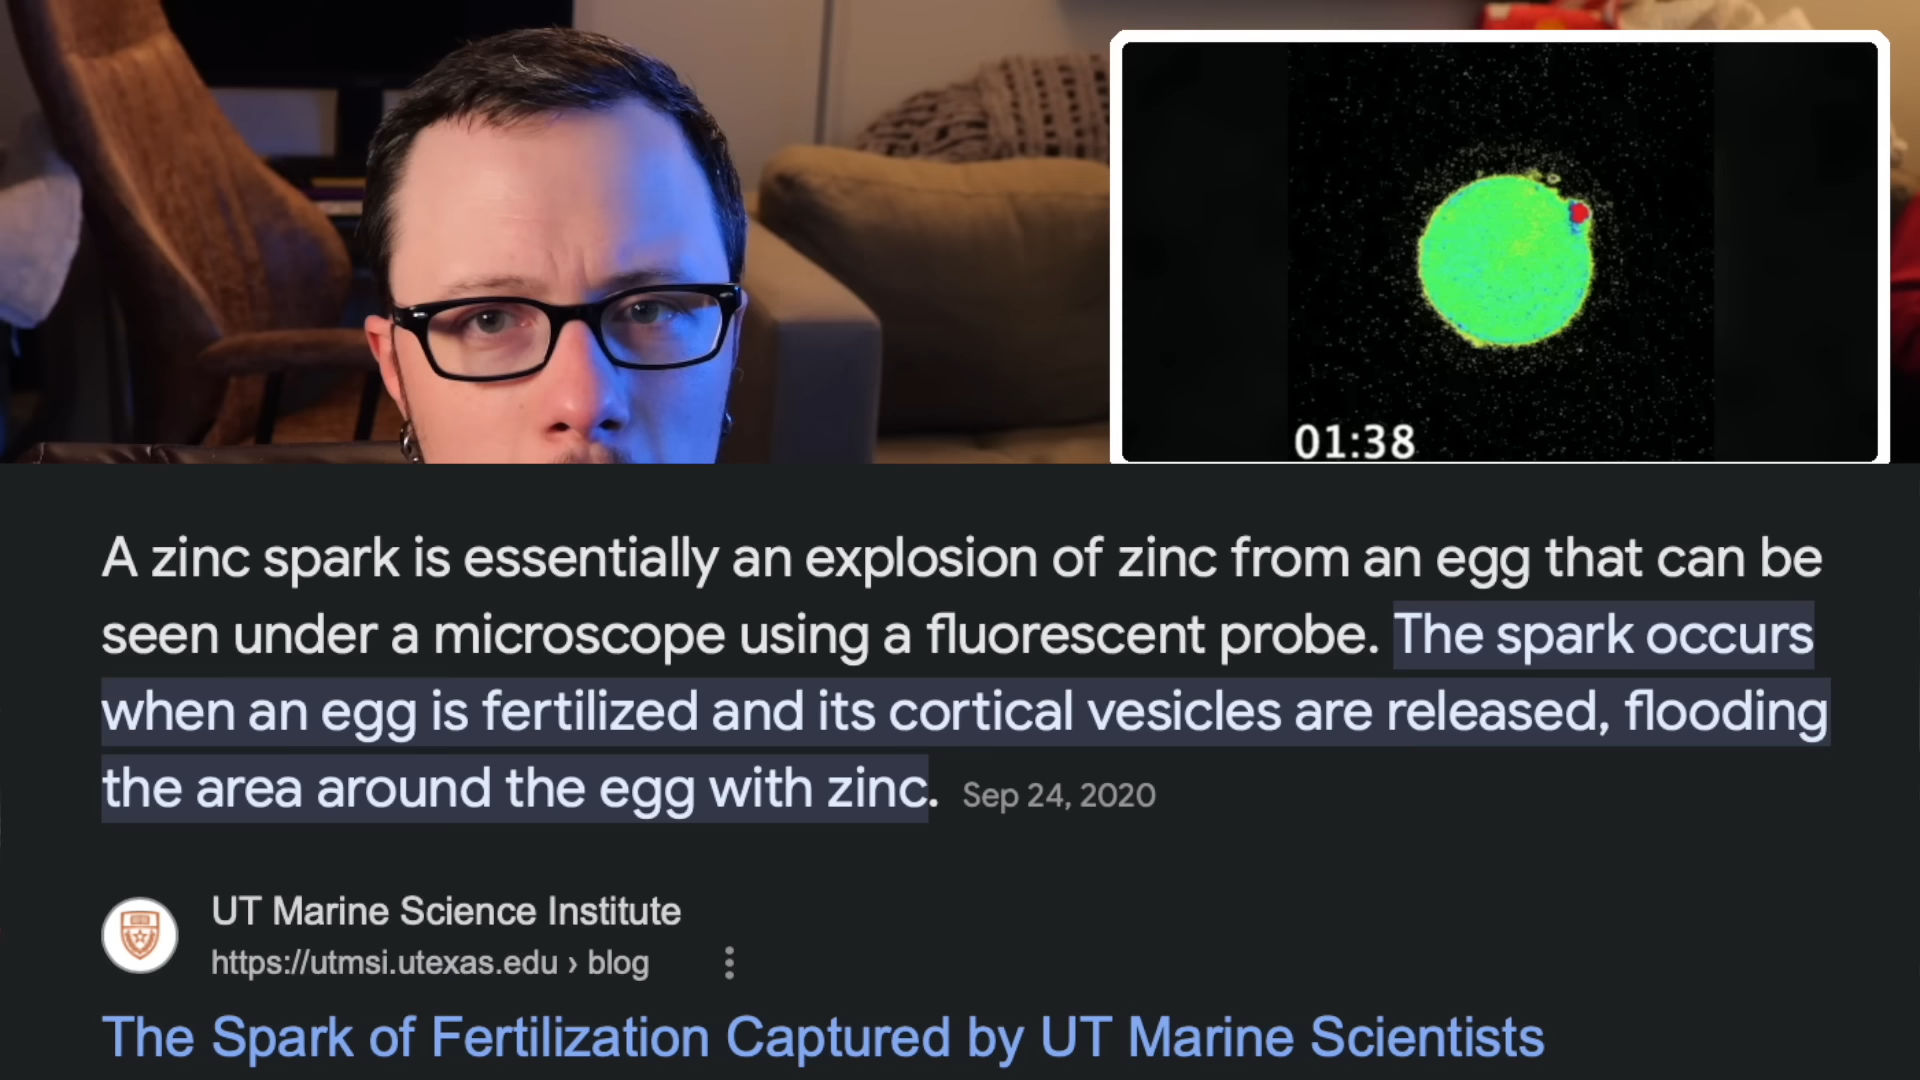 01:38
A zinc spark is essentially an explosion of zinc from an egg that can be
seen under a microscope using a fluorescent probe. The spark occurs
when an egg is fertilized and its cortical vesicles are released, flooding
the area around the egg with zinc. Sep 24, 2020
UT Marine Science Institute
https://utmsi.utexas.edu › blog
The Spark of Fertilization Captured by UT Marine Scientists